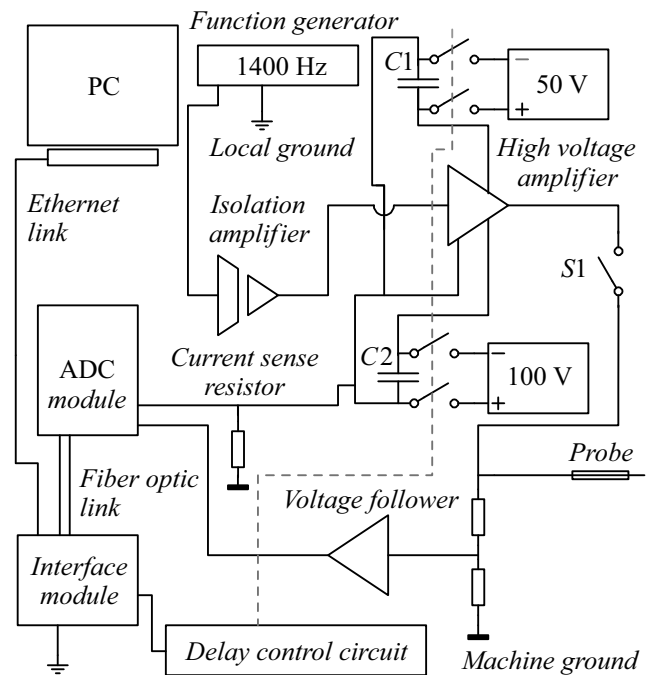 Function generator
PC
1400 Hz
C1
−
50 V
+
Local ground
High voltage
amplifier
Ethernet
link
Isolation
amplifier
S1
ADC
module
Current sense
resistor
C2
−
100 V
+
Fiber optic
link
Voltage follower
Probe
Interface
module
Delay control circuit
Machine ground